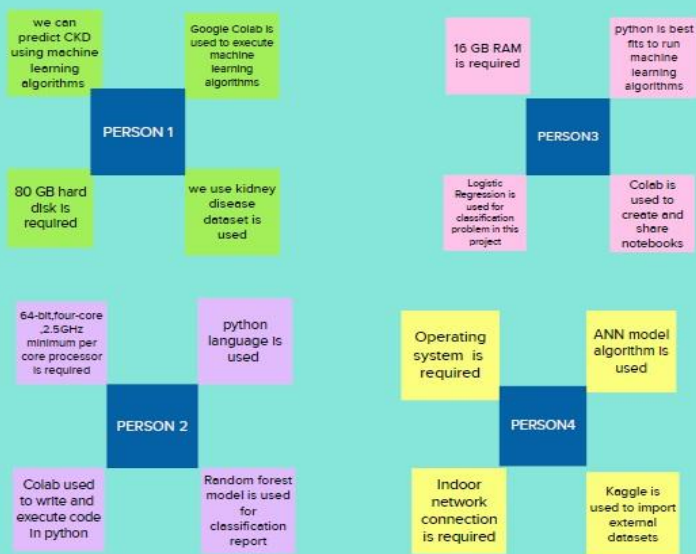 we can
predict CKD
using machine
learning
algorithms
Google Colab is
used to execute
machine
learning
algorithms
PERSON 1
80 GB hard
disk is
required
we use kidney
disease
dataset is
used
16 GB RAM
is required
python is best
fits to run
machine
learning
algorithms
PERSON3
Logistic
Regression is
used for
classification
problem in this
project
Colab is
used to
create and
share
notebooks
64-bit,four-core
,2.5GHz
minimum per
core processor
is required
python
language is
used
PERSON 2
Colab used
to write and
execute code
in python
Random forest
model is used
for
classification
report
Operating
system is
required
ANN model
algorithm is
used
PERSON4
Indoor
network
connection
is required
Kaggle is
used to import
external
datasets